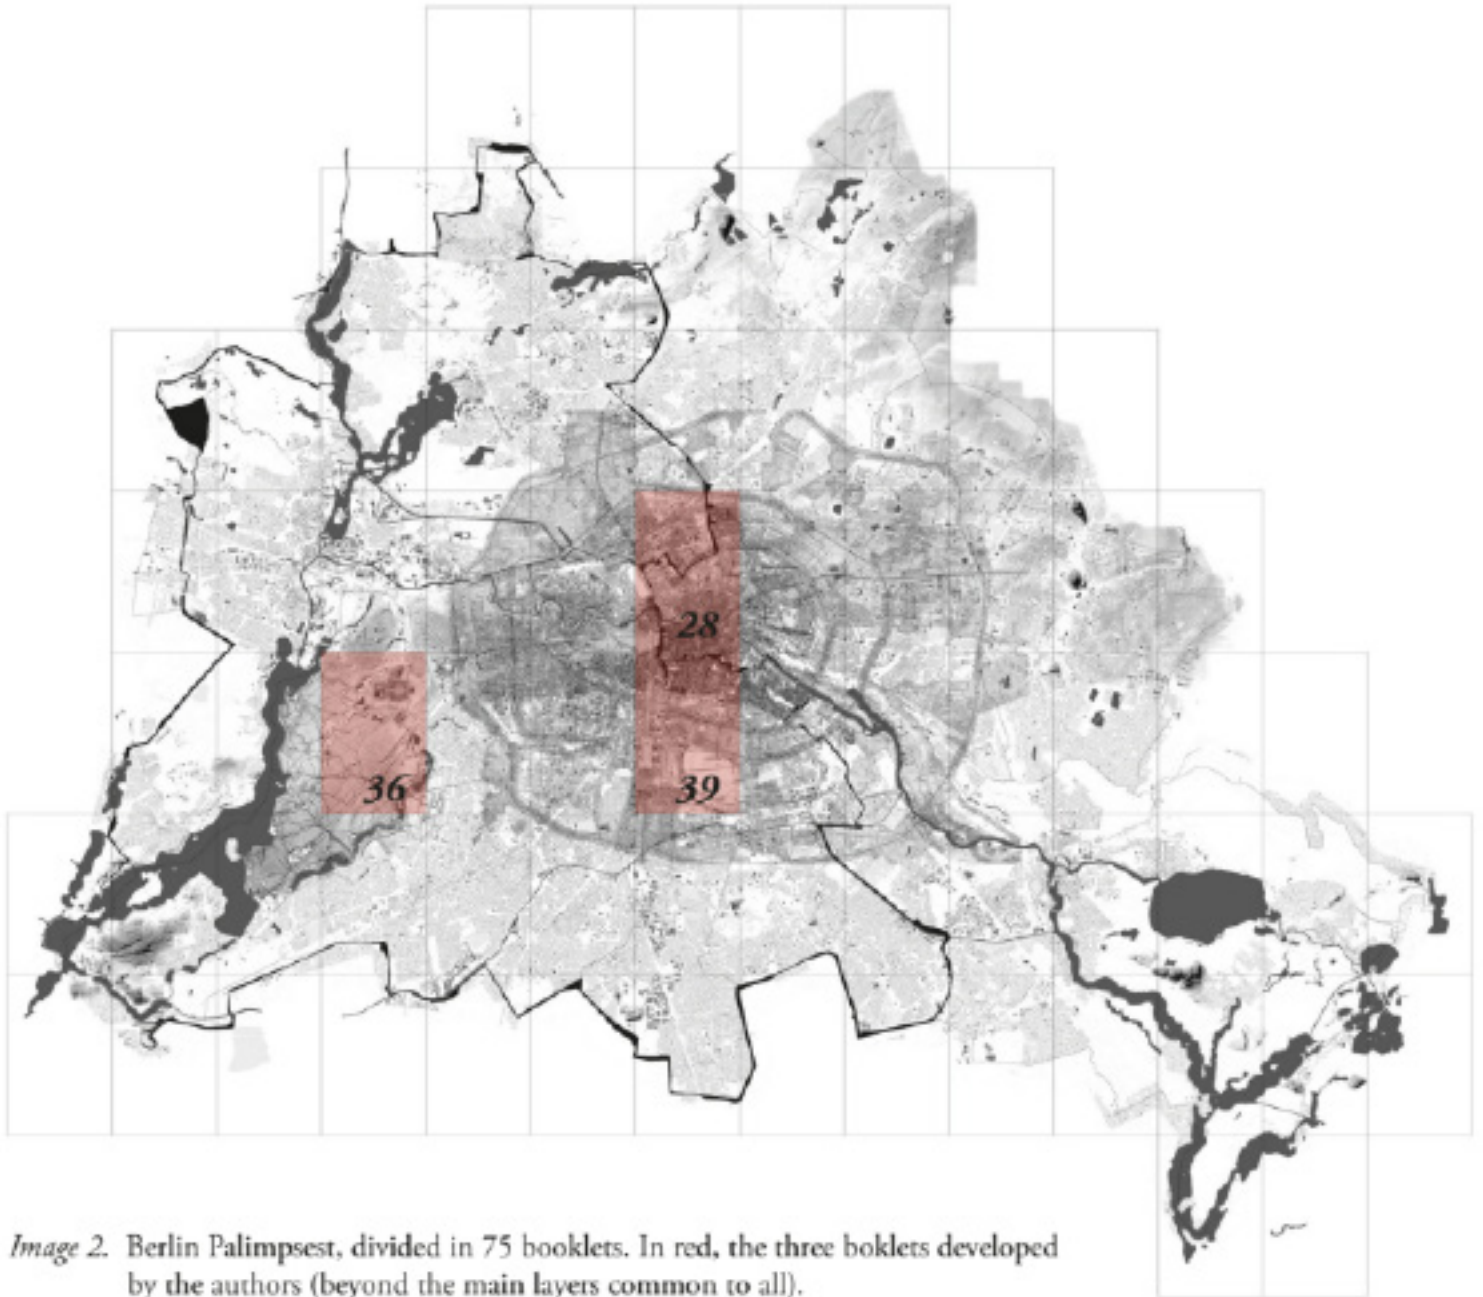 28
36
39
Image 2. Berlin Palimpsest, divided in 75 booklets. In red, the three boklets developed
by the authors (beyond the main layers common to all).